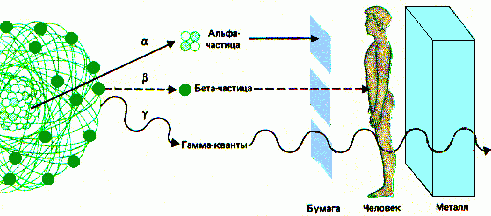 α
Альфа-
частица
β
Бета-частица
γ
Гамма-кванты
Бумага
Человек
Металл